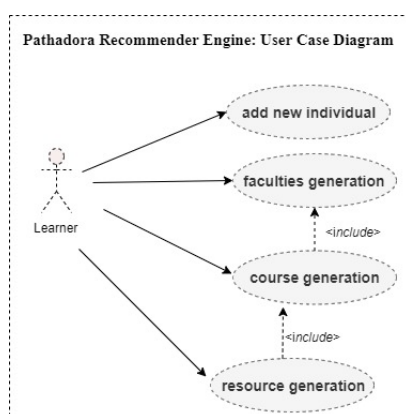 Pathadora Recommender Engine: User Case Diagram
add new individual
faculties generation
Learner
<include>
course generation
<include>
resource generation